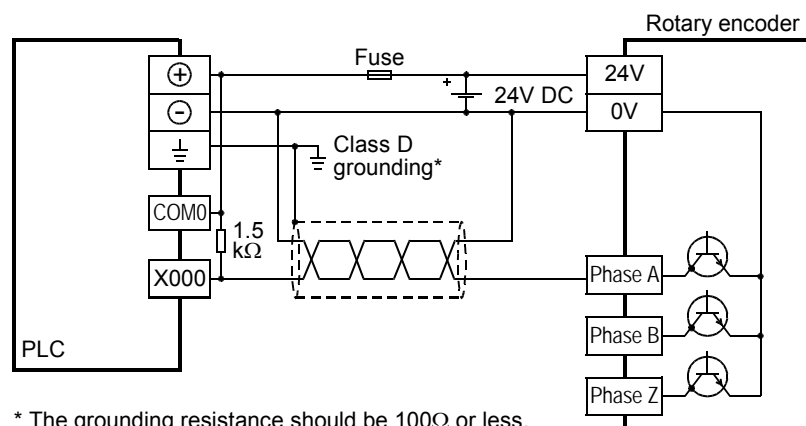 Rotary encoder
Fuse
24V
+
24V DC
0V
Class D
grounding*
COM0
1.5
kΩ
X000
Phase A
Phase B
PLC
Phase Z
* The grounding resistance should be 100Ω or less.